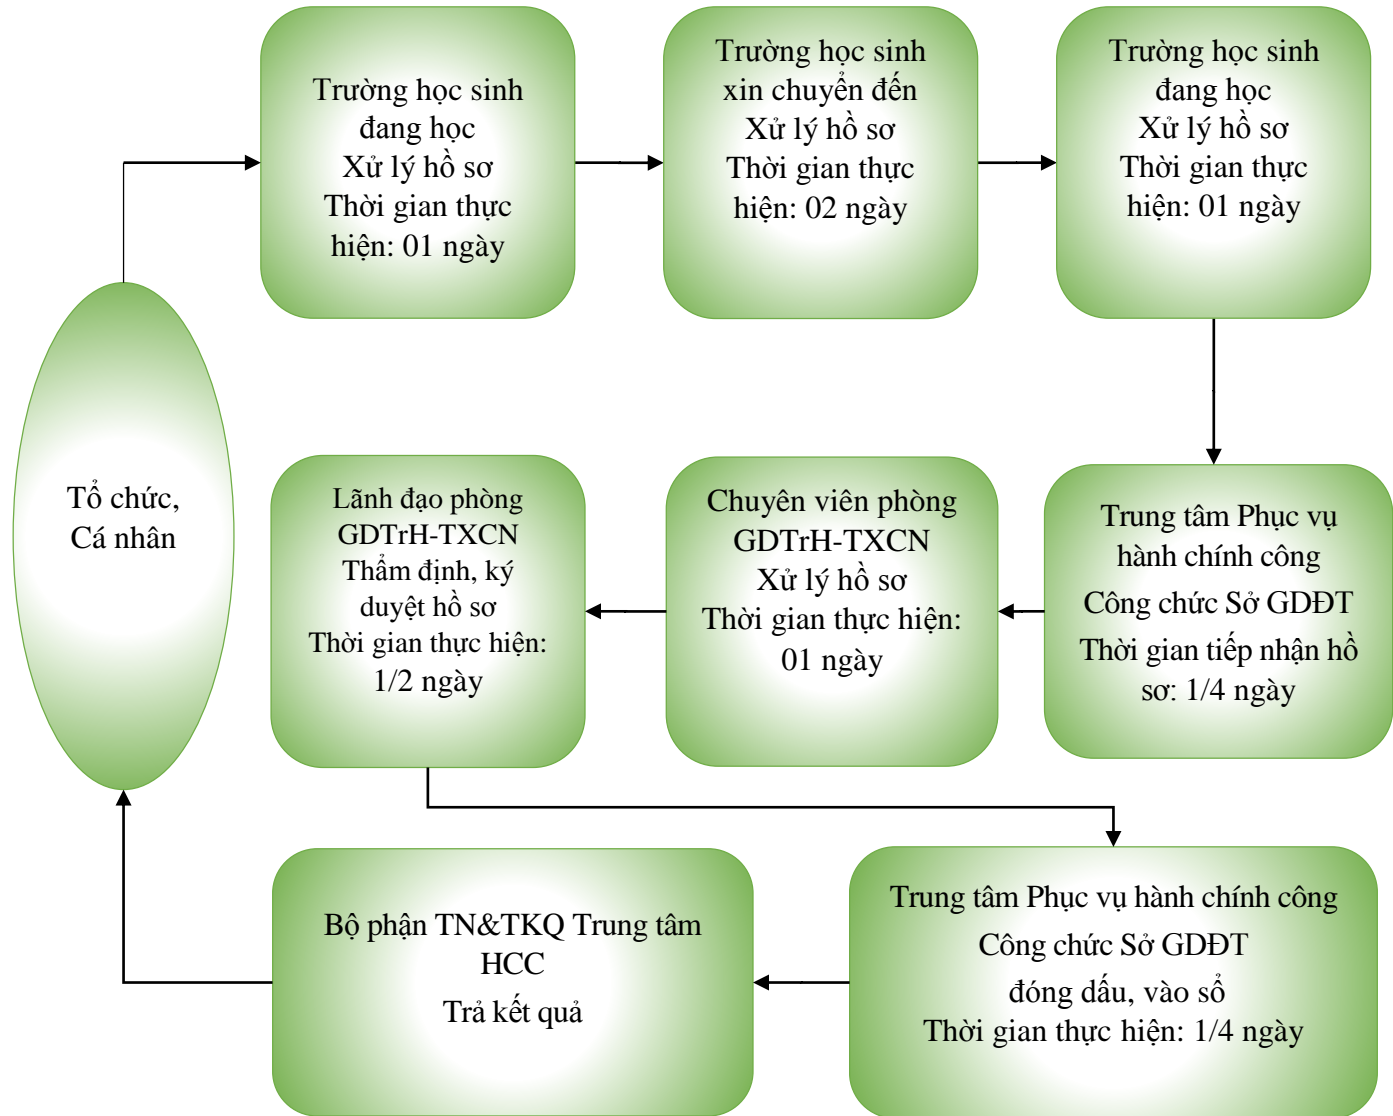 Trường học sinh
đang học
Xử lý hồ sơ
Thời gian thực
hiện: 01 ngày
Trường học sinh
xin chuyển đến
Xử lý hồ sơ
Thời gian thực
hiện: 02 ngày
Trường học sinh
đang học
Xử lý hồ sơ
Thời gian thực
hiện: 01 ngày
Tổ chức,
Cá nhân
Lãnh đạo phòng
GDTrH-TXCN
Thẩm định, ký
duyệt hồ sơ
Thời gian thực hiện:
1/2 ngày
Chuyên viên phòng
GDTrH-TXCN
Xử lý hồ sơ
Thời gian thực hiện:
01 ngày
Trung tâm Phục vụ
hành chính công
Công chức Sở GDĐT
Thời gian tiếp nhận hồ
sơ: 1/4 ngày
Bộ phận TN&TKQ Trung tâm
HCC
Trả kết quả
Trung tâm Phục vụ hành chính công
Công chức Sở GDĐT
đóng dấu, vào sổ
Thời gian thực hiện: 1/4 ngày